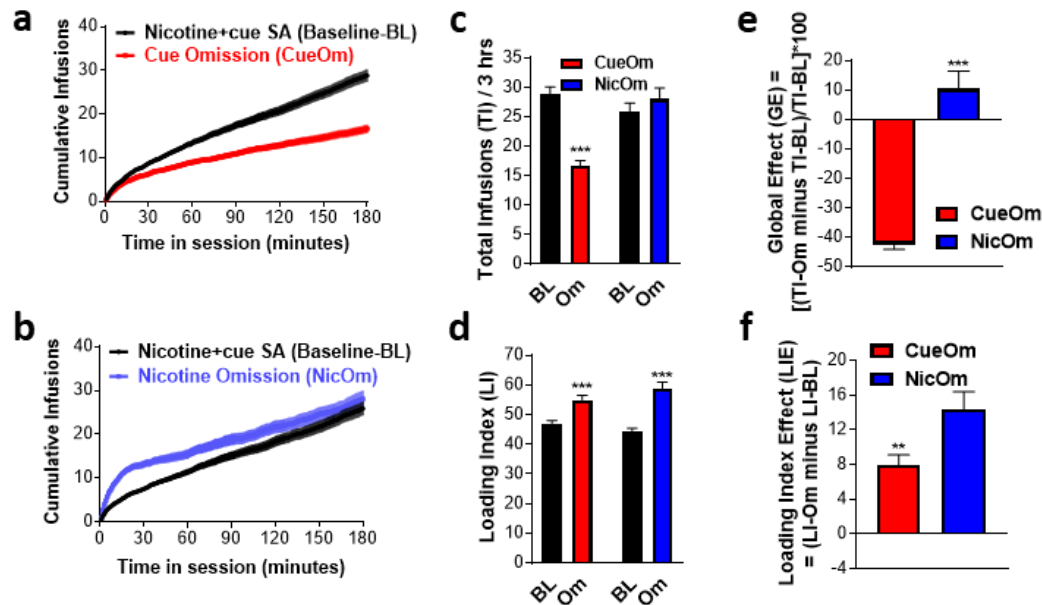 a
Nicotine+cue SA (Baseline-BL)
Cue Omission (CueOm)
Cumulative Infusions
40
30
20
10
0
0 30 60 90 120 150 180
Time in session (minutes)
b
Nicotine+cue SA (Baseline-BL)
Nicotine Omission (NicOm)
Cumulative Infusions
40
30
20
10
0
0 30 60 90 120 150 180
Time in session (minutes)
c
CueOm
NicOm
Total Infusions (TI) / 3 hrs
35
30
25
20
15
10
5
0
***
BL Om BL Om
d
Loading Index (LI)
70
60
50
40
30
20
10
0
*** ***
BL Om BL Om
e
Global Effect (GE) =
[(TI-Om minus TI-BL)/TI-BL]*100
20
10
0
-10
-20
-30
-40
-50
***
CueOm
NicOm
f
CueOm
NicOm
Loading Index Effect (LIE)
= (LI-Om minus LI-BL)
20
16
12
8
4
0
-4
**